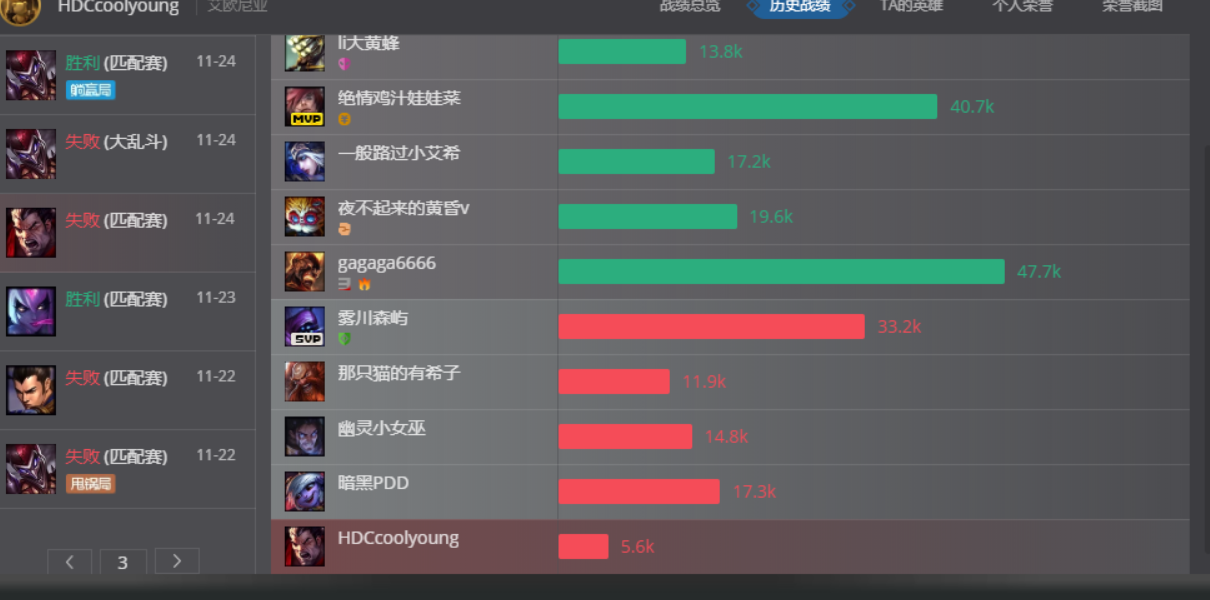 HDCcoolyoung
艾欧尼亚
战绩总览
历史战绩
TA的英雄
个人荣誉
荣誉截图
胜利 (匹配赛)
11-24
躺赢局
失败 (大乱斗)
11-24
失败 (匹配赛)
11-24
胜利 (匹配赛)
11-23
失败 (匹配赛)
11-22
失败 (匹配赛)
11-22
甩锅局
3
li大黄蜂
13.8k
绝情鸡汁娃娃菜
MVP
40.7k
一般路过小艾希
17.2k
夜不起来的黄昏v
19.6k
gagaga6666
47.7k
雾川森屿
SVP
33.2k
那只猫的有希子
11.9k
幽灵小女巫
14.8k
暗黑PDD
17.3k
HDCcoolyoung
5.6k